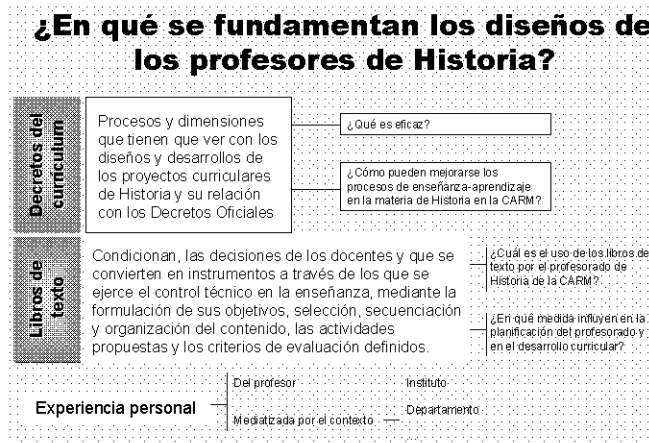 ¿En qué se fundamentan los diseños de
los profesores de Historia?
Decretos del
currículum
Procesos y dimensiones
que tienen que ver con los
diseños y desarrollos de
los proyectos curriculares
de Historia y su relación
con los Decretos Oficiales
¿Qué es eficaz?
¿Cómo pueden mejorarse los
procesos de enseñanza-aprendizaje
en la materia de Historia en la CARM?
Libros de
texto
Condicionan, las decisiones de los docentes y que se
convierten en instrumentos a través de los que se
ejerce el control técnico en la enseñanza, mediante la
formulación de sus objetivos, selección, secuenciación
y organización del contenido, las actividades
propuestas y los criterios de evaluación definidos.
¿Cuál es el uso de los libros de
texto por el profesorado de
Historia de la CARM?
¿En qué medida influyen en la
planificación del profesorado y
en el desarrollo curricular?
Experiencia personal
Del profesor
Mediatizada por el contexto
Instituto
Departamento
...